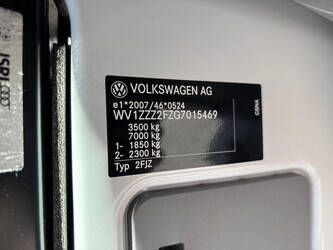 VOLKSWAGEN AG
e1*2007/46*0524
WV1ZZZ2FZG7015469
3500 kg
7000 kg
1- 1850 kg
2- 2300 kg
Typ 2FJZ